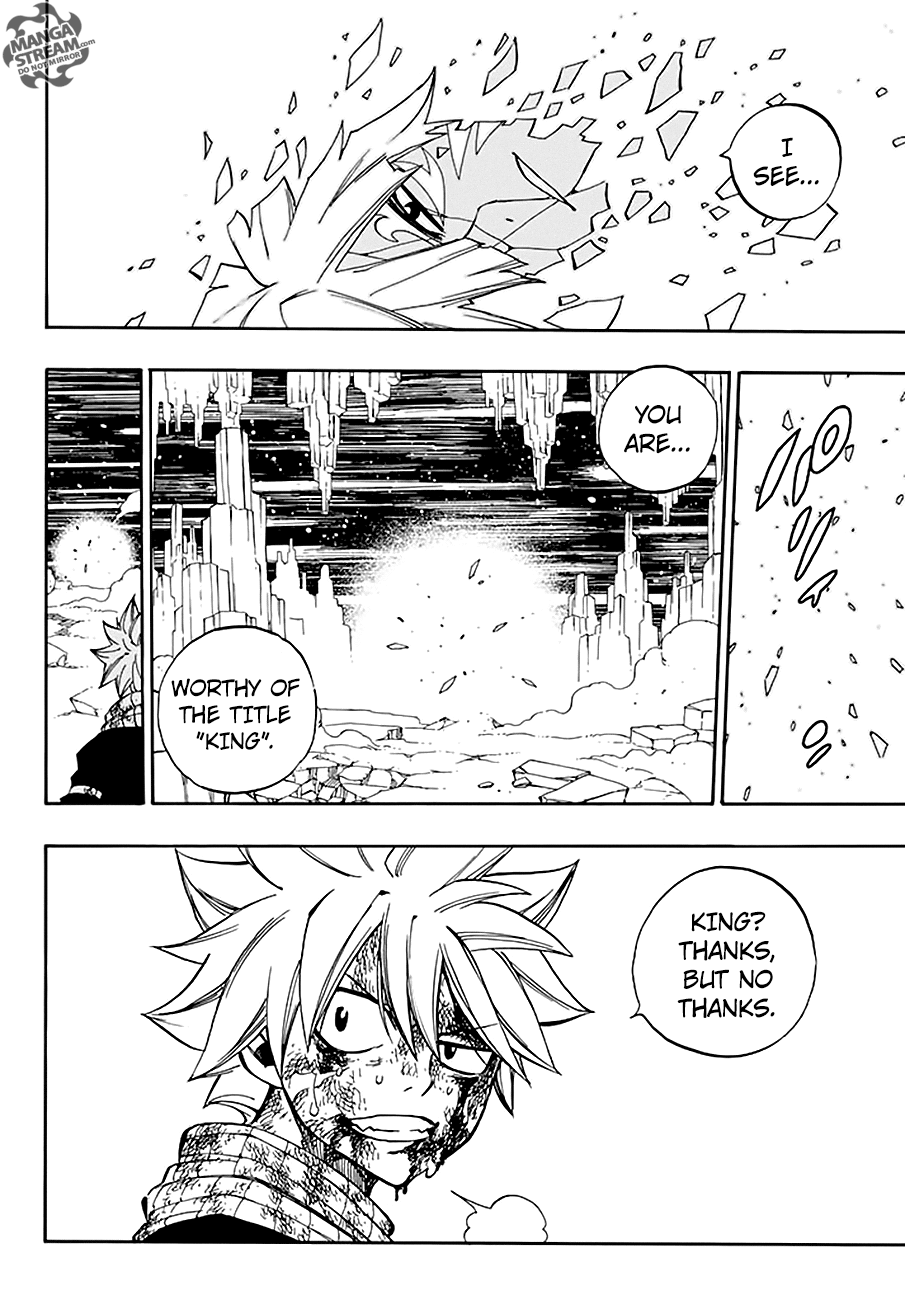 MANGA
STREAM.com
DO NOT MIRROR
I
SEE...
YOU
ARE...
WORTHY OF
THE TITLE
"KING".
KING?
THANKS,
BUT NO
THANKS.